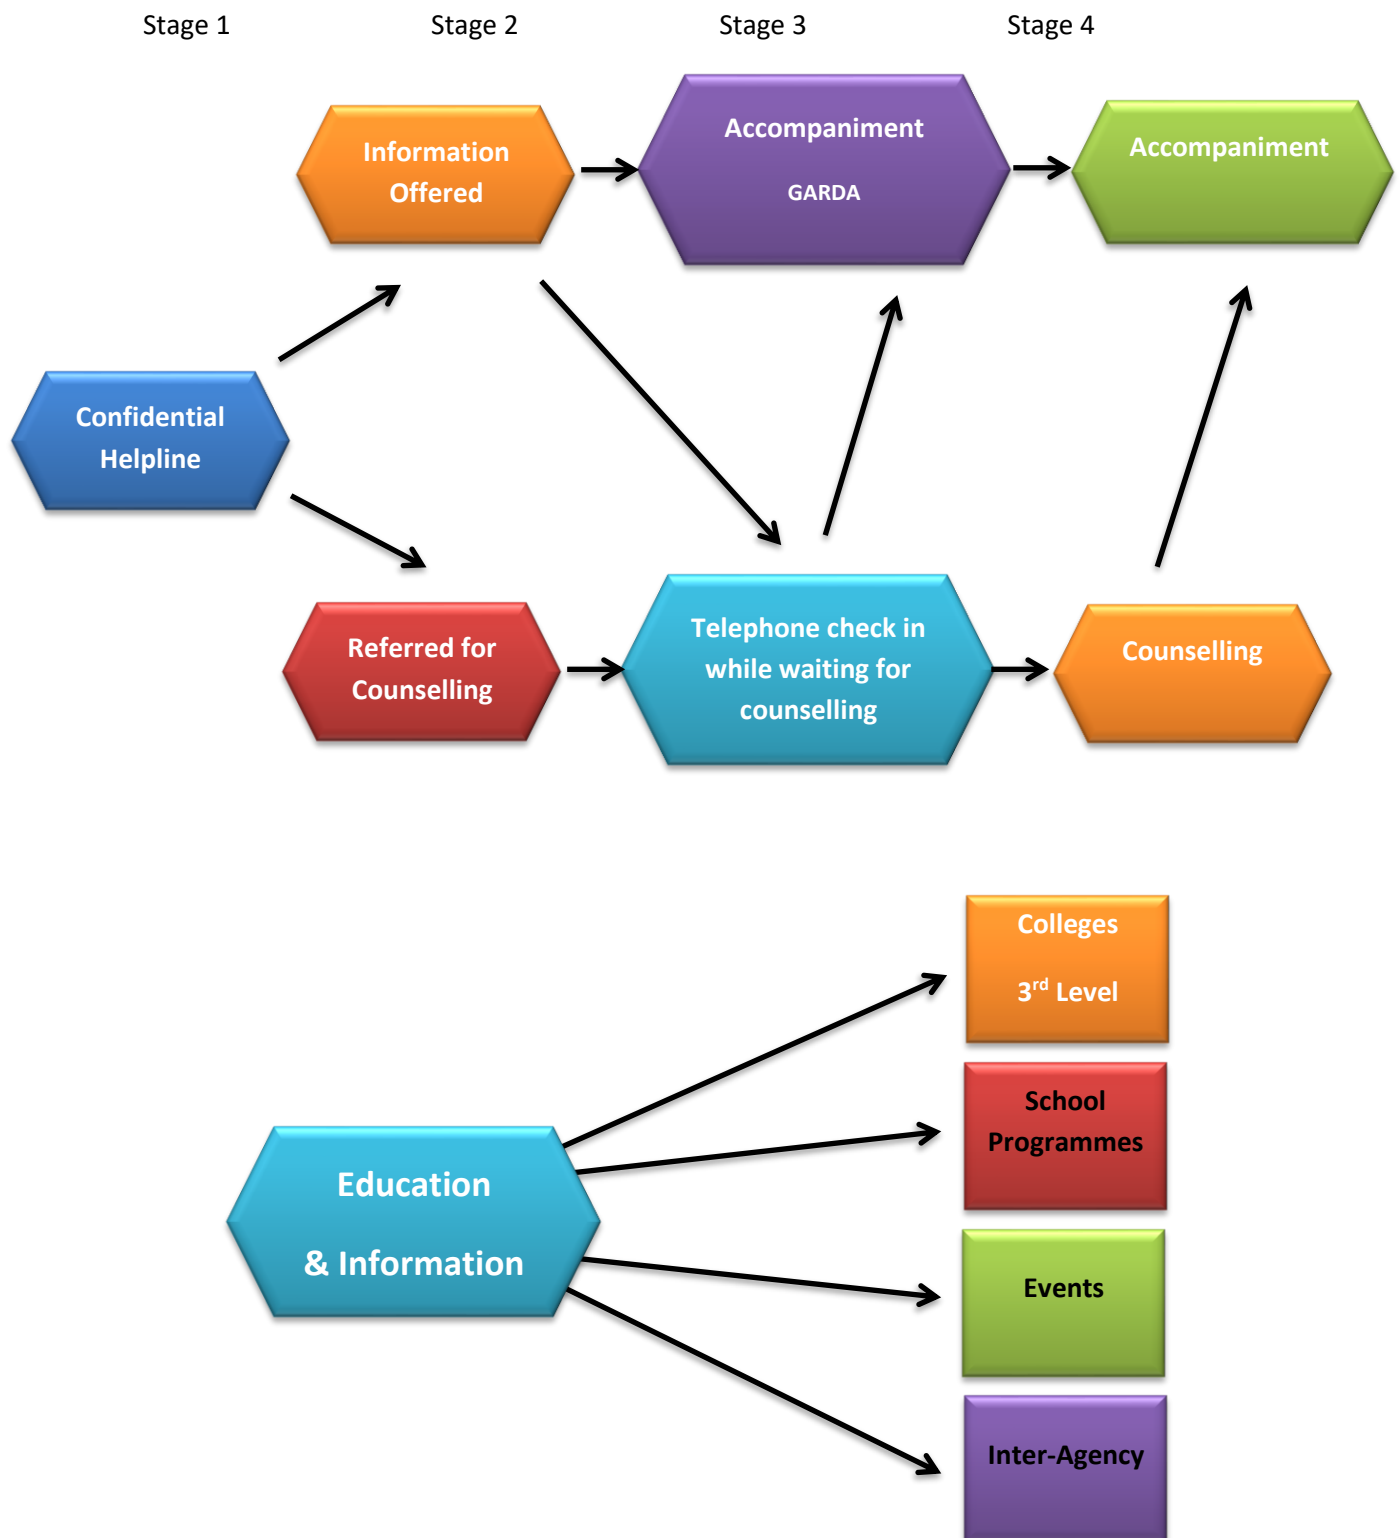 Stage 1 Stage 2 Stage 3 Stage 4
Information
Offered
Accompaniment
GARDA
Accompaniment
Confidential
Helpline
Referred for
Counselling
Telephone check in
while waiting for
counselling
Counselling
Education
& Information
Colleges
3rd Level
School
Programmes
Events
Inter-Agency